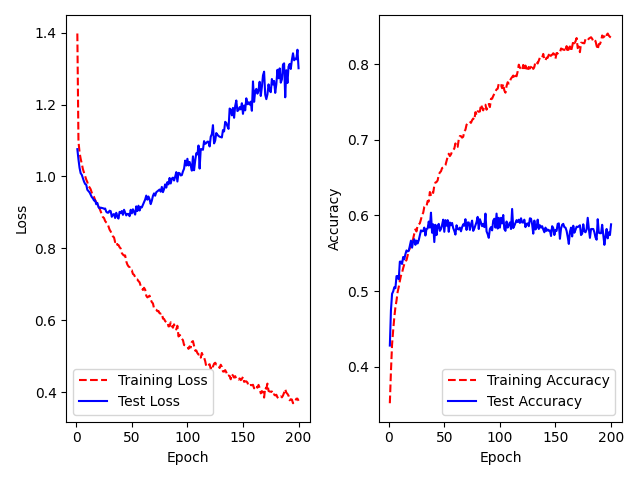 1.4
1.2
1.0
0.8
0.6
0.4
Loss
0 50 100 150 200
Epoch
Training Loss
Test Loss
0.8
0.7
0.6
0.5
0.4
Accuracy
0 50 100 150 200
Epoch
Training Accuracy
Test Accuracy